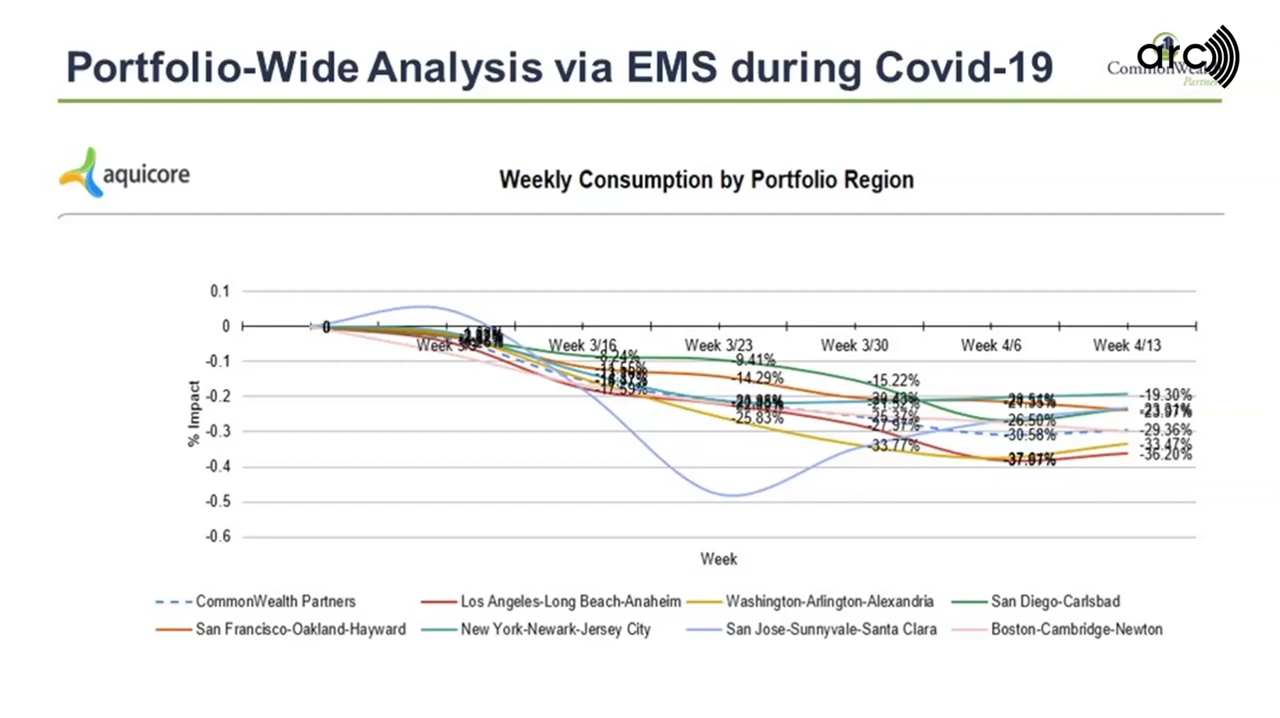 Portfolio-Wide Analysis via EMS during Covid-19
arc
CommonWealth
Partners
aquicore
Weekly Consumption by Portfolio Region
0.1
0
-0.1
-0.2
-0.3
-0.4
-0.5
-0.6
% Impact
0
Week 3/16
Week 3/23
Week 3/30
Week 4/6
Week 4/13
-8.24%
-17.59%
-9.41%
-14.29%
-25.83%
-15.22%
-20.43%
-25.37%
-27.97%
-33.77%
-26.50%
-30.58%
-19.30%
-29.36%
-33.47%
-36.20%
Week
CommonWealth Partners
Los Angeles-Long Beach-Anaheim
Washington-Arlington-Alexandria
San Diego-Carlsbad
San Francisco-Oakland-Hayward
New York-Newark-Jersey City
San Jose-Sunnyvale-Santa Clara
Boston-Cambridge-Newton